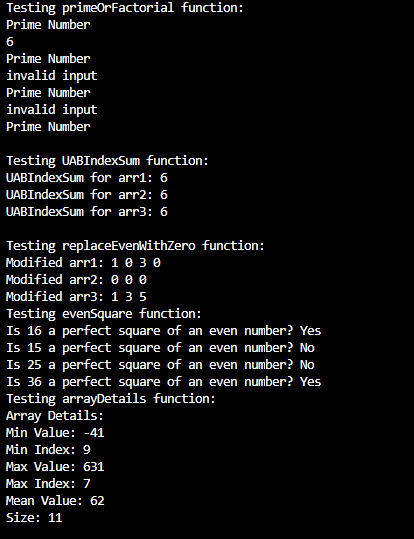 Testing primeOrFactorial function:
Prime Number
6
Prime Number
invalid input
Prime Number
invalid input
Prime Number
Testing UABIndexSum function:
UABIndexSum for arr1: 6
UABIndexSum for arr2: 6
UABIndexSum for arr3: 6
Testing replaceEvenWithZero function:
Modified arr1: 1 0 3 0
Modified arr2: 0 0 0
Modified arr3: 1 3 5
Testing evenSquare function:
Is 16 a perfect square of an even number? Yes
Is 15 a perfect square of an even number? No
Is 25 a perfect square of an even number? No
Is 36 a perfect square of an even number? Yes
Testing arrayDetails function:
Array Details:
Min Value: -41
Min Index: 9
Max Value: 631
Max Index: 7
Mean Value: 62
Size: 11